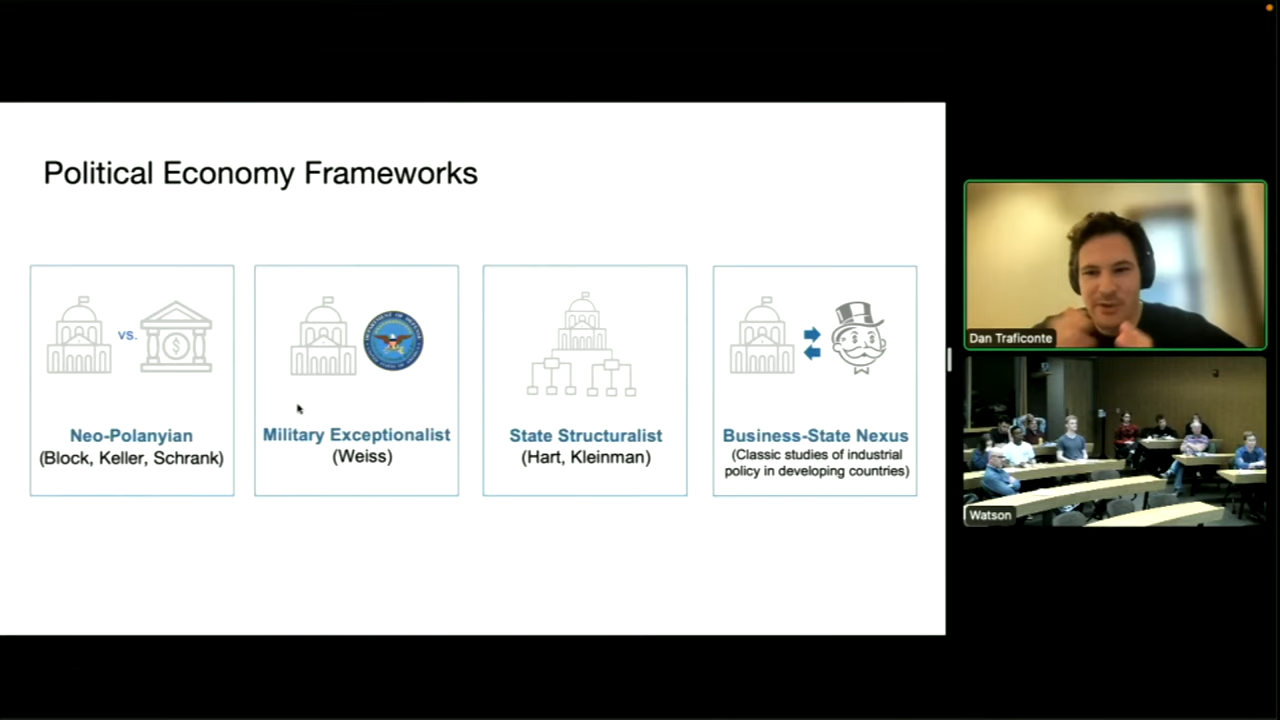 Political Economy Frameworks
vs.
Neo-Polanyian
(Block, Keller, Schrank)
Military Exceptionalist
(Weiss)
State Structuralist
(Hart, Kleinman)
Business-State Nexus
(Classic studies of industrial
policy in developing countries)
Dan Traficonte
Watson